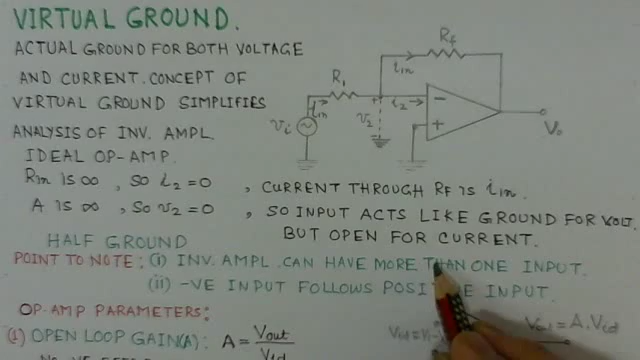 VIRTUAL GROUND.
ACTUAL GROUND FOR BOTH VOLTAGE
AND CURRENT. CONCEPT OF
VIRTUAL GROUND SIMPLIFIES
ANALYSIS OF INV. AMPL.
IDEAL OP-AMP.
Rf
iin
R1
iin
i2
vi
v2
−
+
Vo
Rin IS ∞ , SO i2 = 0 , CURRENT THROUGH RF IS iin.
A IS ∞ , SO v2 = 0 , SO INPUT ACTS LIKE GROUND FOR VOLT.
BUT OPEN FOR CURRENT.
HALF GROUND
POINT TO NOTE: (i) INV. AMPL. CAN HAVE MORE THAN ONE INPUT.
(ii) -VE INPUT FOLLOWS POSITIVE INPUT.
OP-AMP PARAMETERS:
(1) OPEN LOOP GAIN(A): A = Vout / Vid
Vout = A.Vid